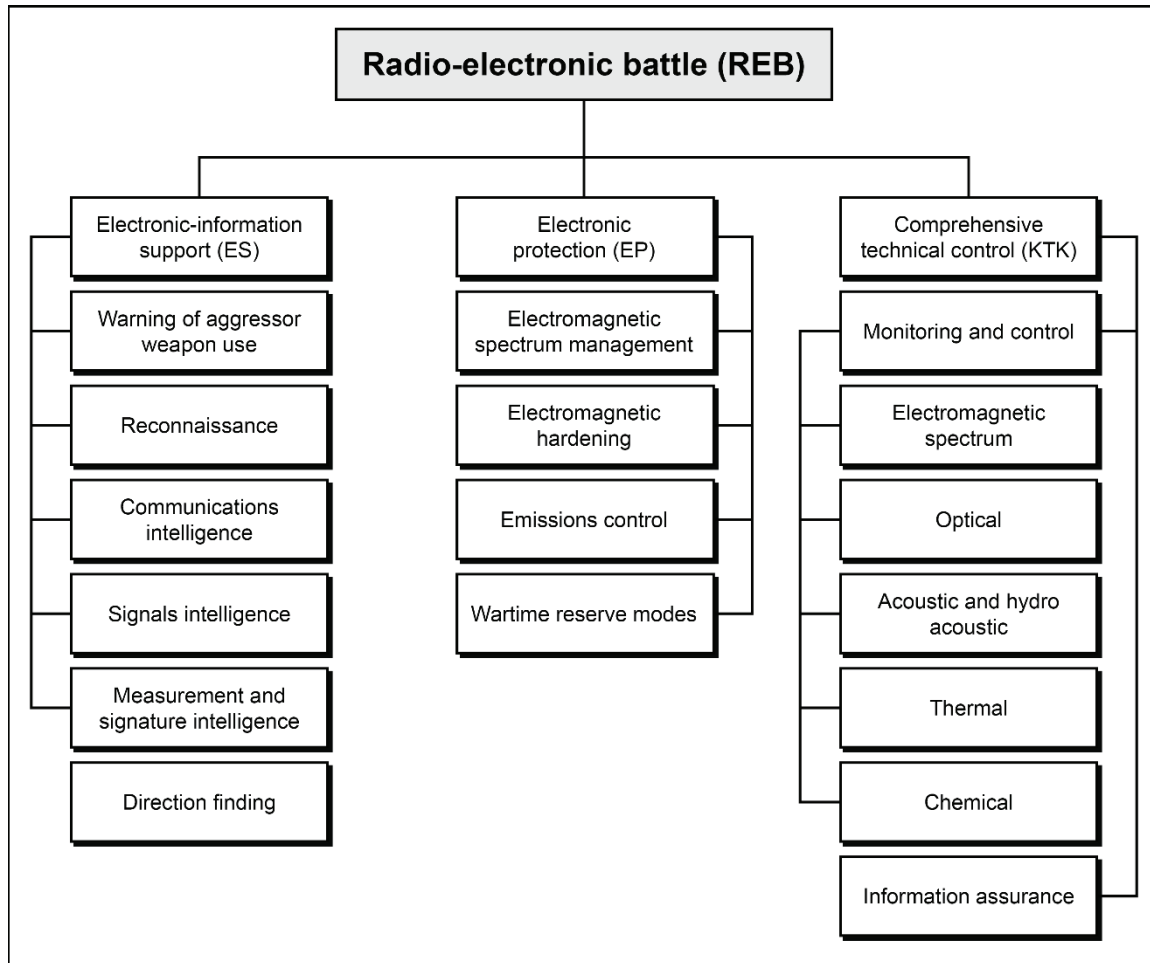 Radio-electronic battle (REB)
Electronic-information
support (ES)
Warning of aggressor
weapon use
Reconnaissance
Communications
intelligence
Signals intelligence
Measurement and
signature intelligence
Direction finding
Electronic
protection (EP)
Electromagnetic
spectrum management
Electromagnetic
hardening
Emissions control
Wartime reserve modes
Comprehensive
technical control (KTK)
Monitoring and control
Electromagnetic
spectrum
Optical
Acoustic and hydro
acoustic
Thermal
Chemical
Information assurance